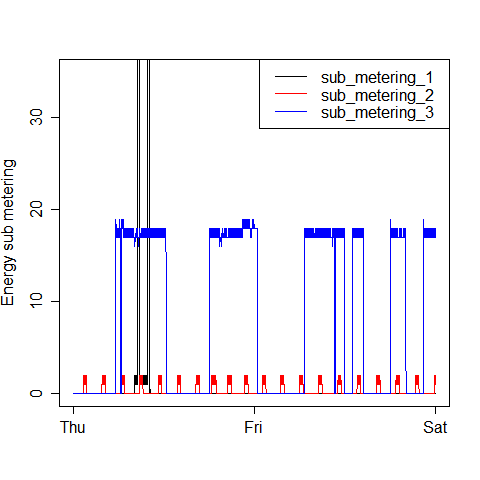 sub_metering_1
sub_metering_2
sub_metering_3
Energy sub metering
30
20
10
0
Thu
Fri
Sat